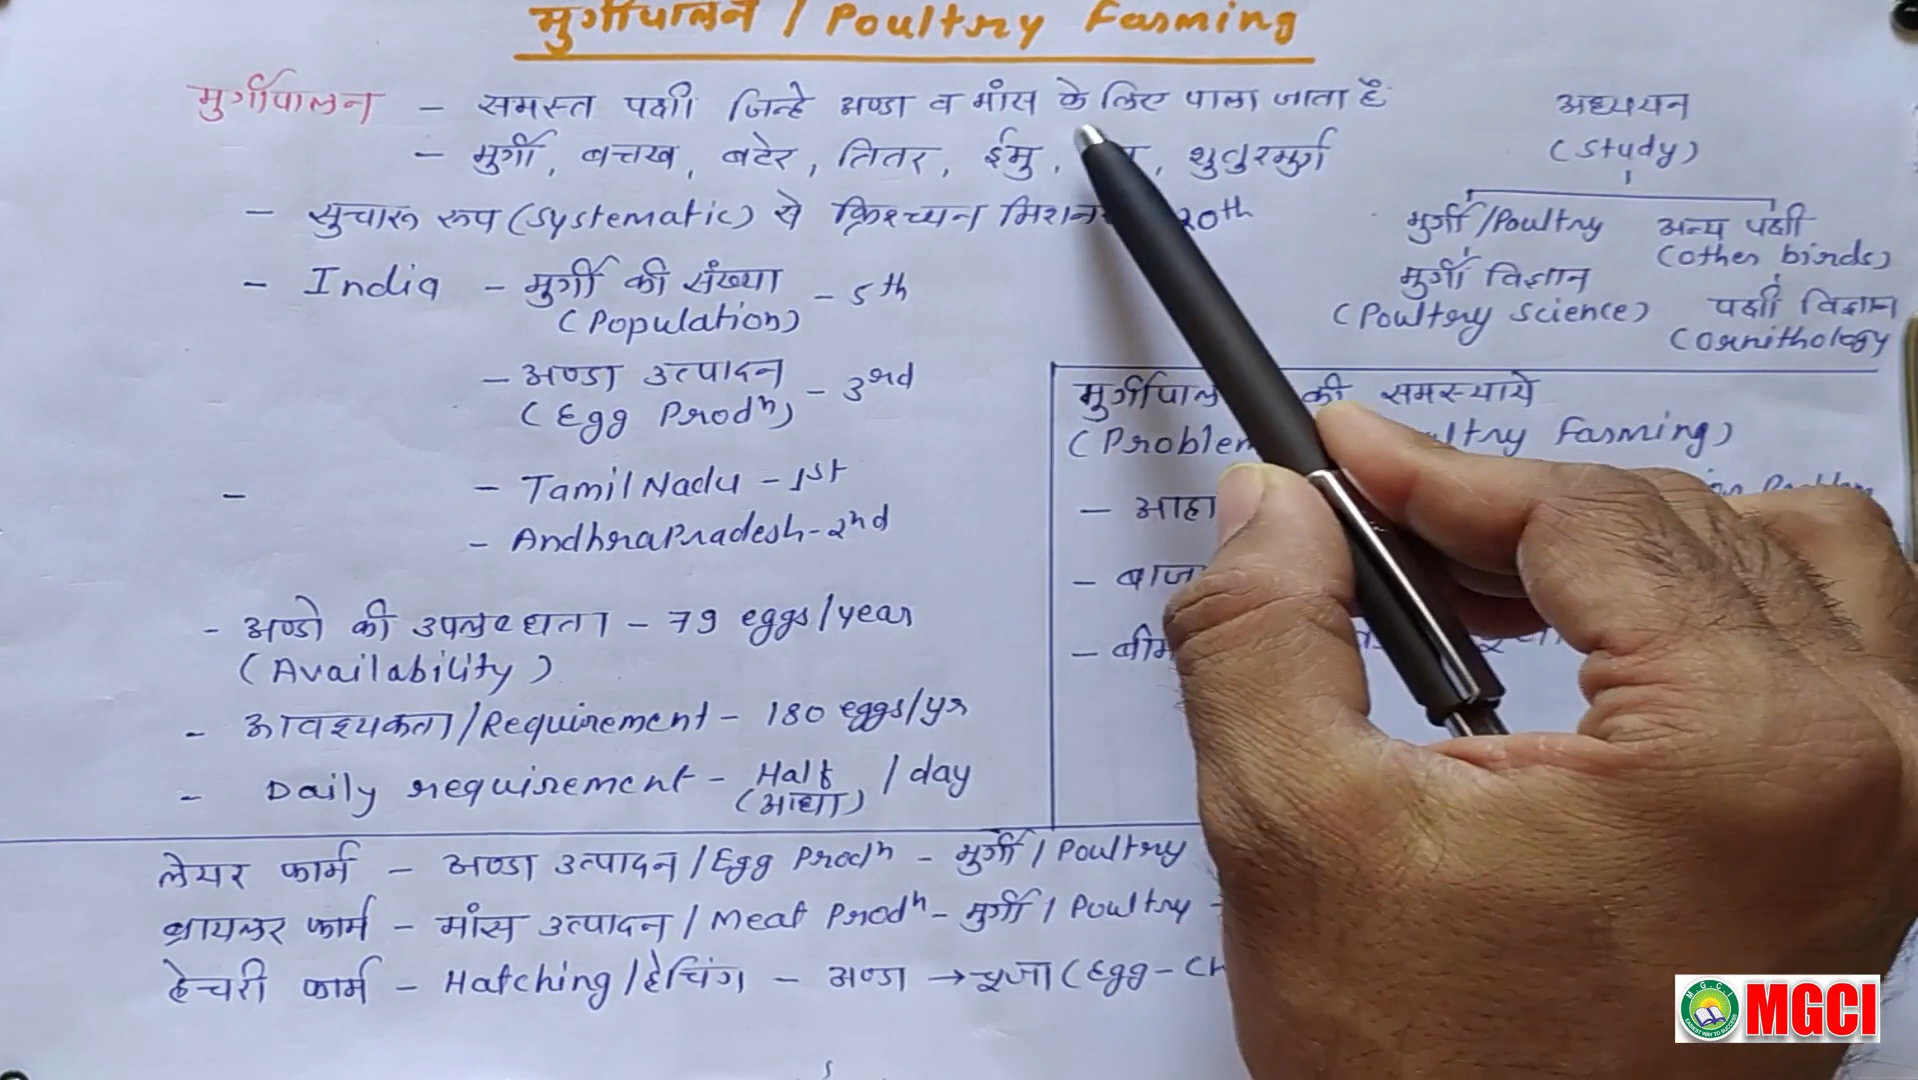 मुर्गीपालन / Poultry Farming
मुर्गीपालन - समस्त पक्षी जिन्हे अण्डा व मांस के लिए पाला जाता है
- मुर्गी, बत्तख, बटेर, तितर, ईमु, शुतुरमुर्ग
- सुचारू रूप (systematic) से क्रिश्च्यन 20th
- India - मुर्गी की संख्या - 5th
(Population)
- अण्डा उत्पादन - 3rd
(Egg Prodⁿ)
- - Tamil Nadu - 1st
- Andhra Pradesh - 2nd
- अण्डो की उपलब्धता - 79 eggs/year
(Availability)
- आवश्यकता/Requirement - 180 eggs/yr
- Daily requirement - Half / day
(आधा)
अध्ययन
(study)
मुर्गी/Poultry अन्य पक्षी
(other birds)
मुर्गी विज्ञान पक्षी विज्ञान
(Poultry Science) (Ornithology
की समस्याये
Farming)
लेयर फार्म - अण्डा उत्पादन / Egg Prodⁿ - मुर्गी / Poultry
ब्रायलर फार्म - मांस उत्पादन / Meat Prodⁿ - मुर्गी / Poultry -
हेचरी फार्म - Hatching/हेचिंग - अण्डा → चूजा (Egg -
M.G.C.I
MGCI